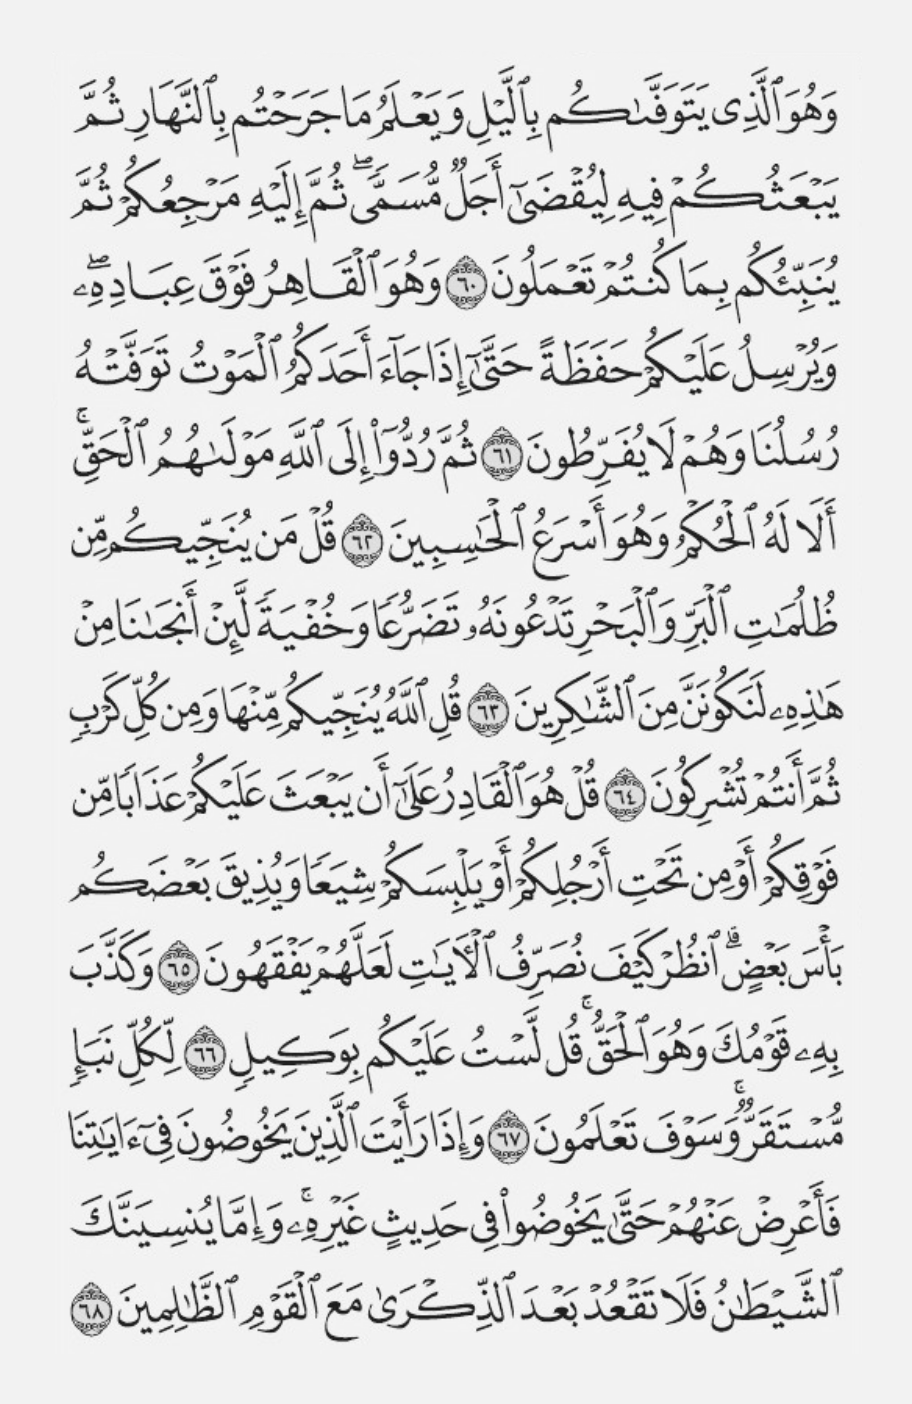 وَهُوَ ٱلَّذِى يَتَوَفَّىٰكُم بِٱلَّيْلِ وَيَعْلَمُ مَا جَرَحْتُم بِٱلنَّهَارِ ثُمَّ
يَبْعَثُكُمْ فِيهِ لِيُقْضَىٰٓ أَجَلٌ مُّسَمًّى ۖ ثُمَّ إِلَيْهِ مَرْجِعُكُمْ ثُمَّ
يُنَبِّئُكُم بِمَا كُنتُمْ تَعْمَلُونَ ٦٠ وَهُوَ ٱلْقَاهِرُ فَوْقَ عِبَادِهِۦ ۖ
وَيُرْسِلُ عَلَيْكُمْ حَفَظَةً حَتَّىٰٓ إِذَا جَآءَ أَحَدَكُمُ ٱلْمَوْتُ تَوَفَّتْهُ
رُسُلُنَا وَهُمْ لَا يُفَرِّطُونَ ٦١ ثُمَّ رُدُّوٓا۟ إِلَى ٱللَّهِ مَوْلَىٰهُمُ ٱلْحَقِّ ۚ
أَلَا لَهُ ٱلْحُكْمُ وَهُوَ أَسْرَعُ ٱلْحَٰسِبِينَ ٦٢ قُلْ مَن يُنَجِّيكُم مِّن
ظُلُمَٰتِ ٱلْبَرِّ وَٱلْبَحْرِ تَدْعُونَهُۥ تَضَرُّعًا وَخُفْيَةً لَّئِنْ أَنجَىٰنَا مِنْ
هَٰذِهِۦ لَنَكُونَنَّ مِنَ ٱلشَّٰكِرِينَ ٦٣ قُلِ ٱللَّهُ يُنَجِّيكُم مِّنْهَا وَمِن كُلِّ كَرْبٍ
ثُمَّ أَنتُمْ تُشْرِكُونَ ٦٤ قُلْ هُوَ ٱلْقَادِرُ عَلَىٰٓ أَن يَبْعَثَ عَلَيْكُمْ عَذَابًا مِّن
فَوْقِكُمْ أَوْ مِن تَحْتِ أَرْجُلِكُمْ أَوْ يَلْبِسَكُمْ شِيَعًا وَيُذِيقَ بَعْضَكُم
بَأْسَ بَعْضٍ ۗ ٱنظُرْ كَيْفَ نُصَرِّفُ ٱلْءَايَٰتِ لَعَلَّهُمْ يَفْقَهُونَ ٦٥ وَكَذَّبَ
بِهِۦ قَوْمُكَ وَهُوَ ٱلْحَقُّ ۚ قُل لَّسْتُ عَلَيْكُم بِوَكِيلٍ ٦٦ لِّكُلِّ نَبَإٍ
مُّسْتَقَرٌّ ۚ وَسَوْفَ تَعْلَمُونَ ٦٧ وَإِذَا رَأَيْتَ ٱلَّذِينَ يَخُوضُونَ فِىٓ ءَايَٰتِنَا
فَأَعْرِضْ عَنْهُمْ حَتَّىٰ يَخُوضُوا۟ فِى حَدِيثٍ غَيْرِهِۦ ۚ وَإِمَّا يُنسِيَنَّكَ
ٱلشَّيْطَٰنُ فَلَا تَقْعُدْ بَعْدَ ٱلذِّكْرَىٰ مَعَ ٱلْقَوْمِ ٱلظَّٰلِمِينَ ٦٨